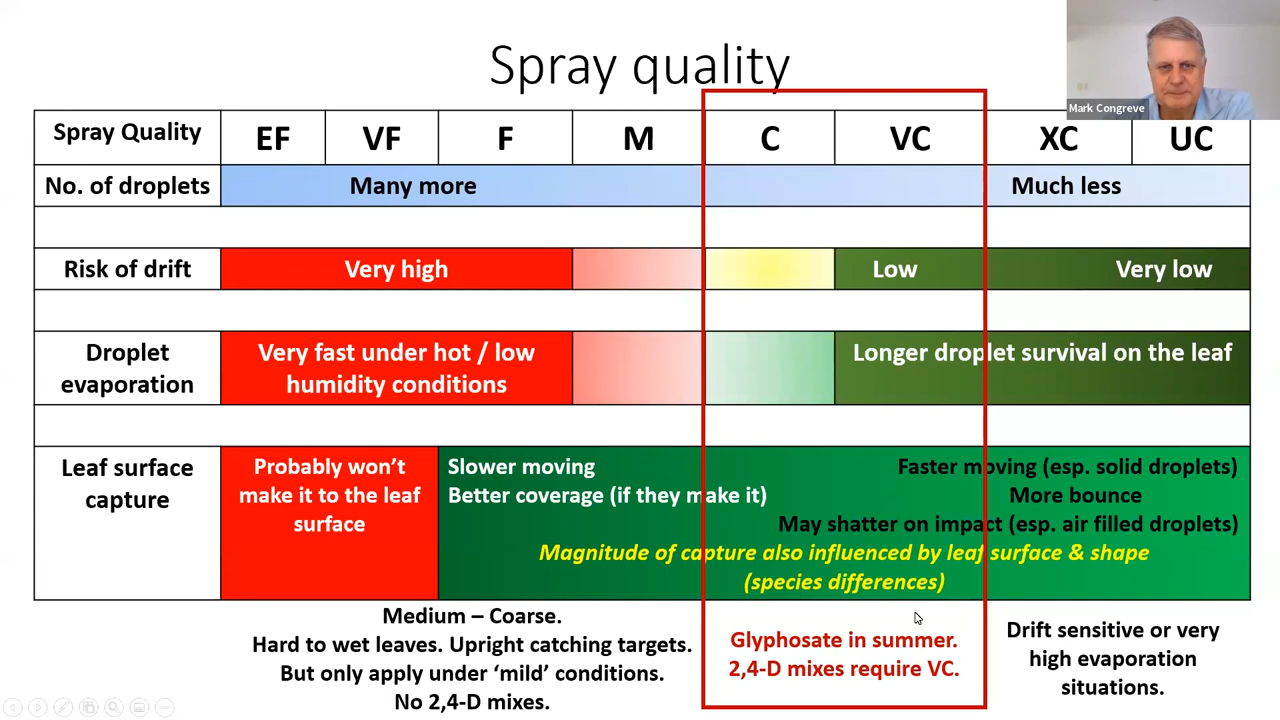 Spray quality
Mark Congreve
Spray Quality EF VF F M C VC XC UC
No. of droplets Many more Much less
Risk of drift Very high Low Very low
Droplet
evaporation
Very fast under hot / low
humidity conditions
Longer droplet survival on the leaf
Leaf surface
capture
Probably won't
make it to the leaf
surface
Slower moving
Better coverage (if they make it)
Faster moving (esp. solid droplets)
More bounce
May shatter on impact (esp. air filled droplets)
Magnitude of capture also influenced by leaf surface & shape
(species differences)
Medium – Coarse.
Hard to wet leaves. Upright catching targets.
But only apply under ‘mild’ conditions.
No 2,4-D mixes.
Glyphosate in summer.
2,4-D mixes require VC.
Drift sensitive or very
high evaporation
situations.